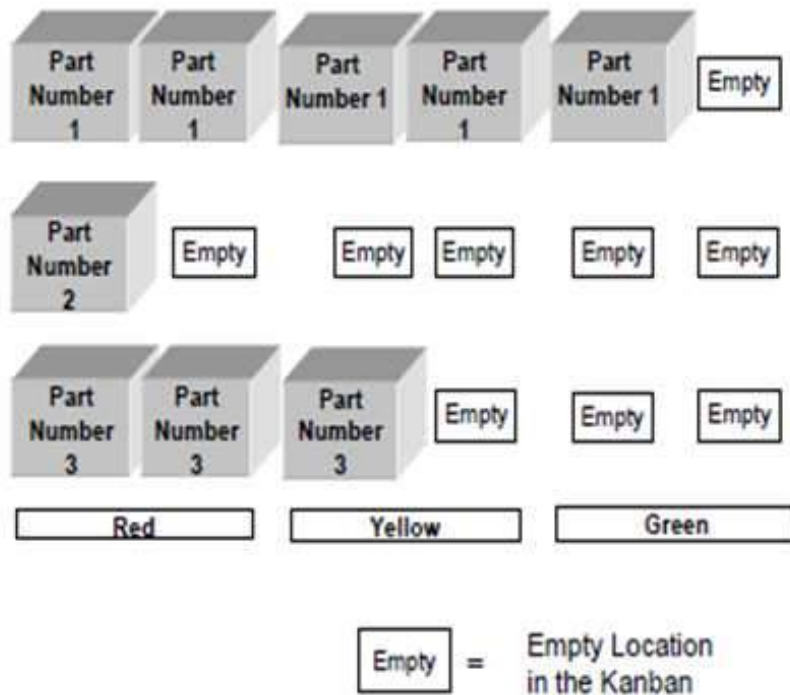 Part Number 1
Part Number 1
Part Number 1
Part Number 1
Part Number 1
Empty
Part Number 2
Empty
Empty
Empty
Empty
Empty
Part Number 3
Part Number 3
Part Number 3
Empty
Empty
Empty
Red
Yellow
Green
Empty = Empty Location
in the Kanban